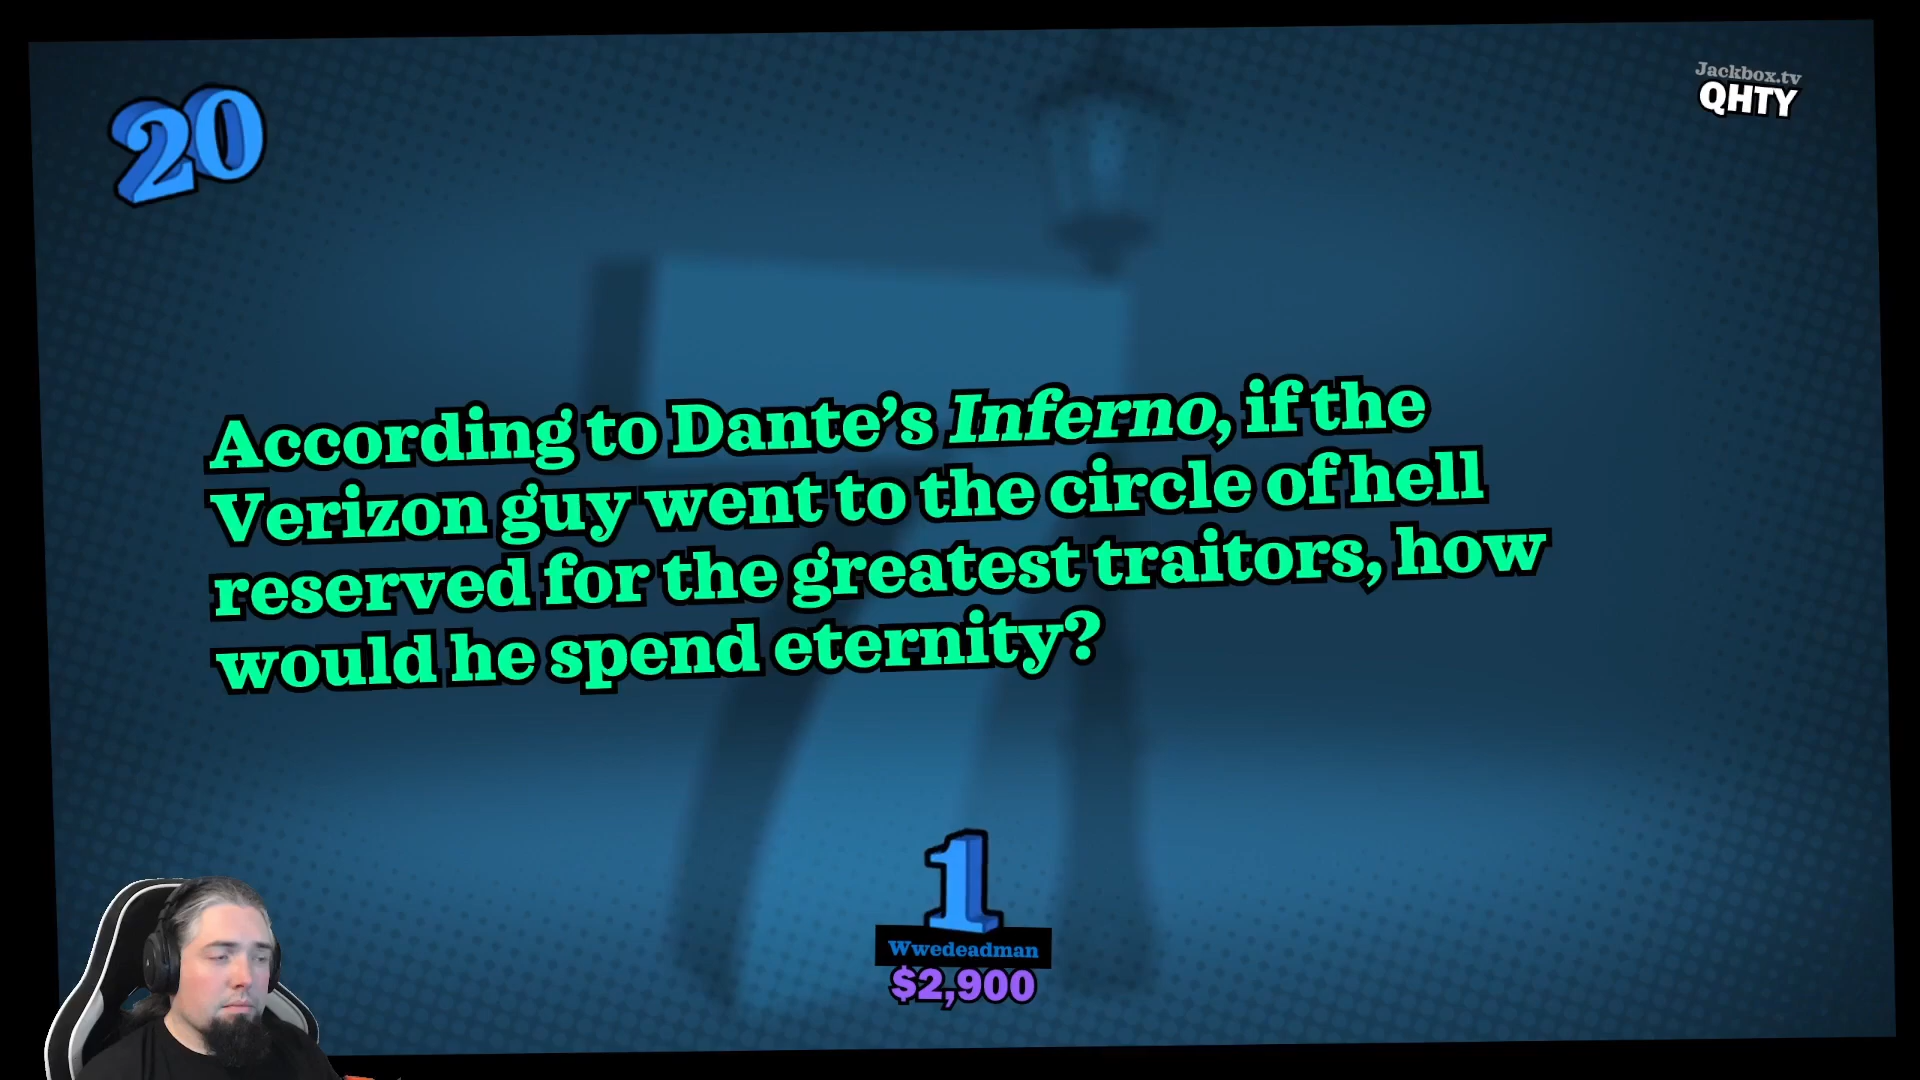 20
Jackbox.tv
QHTY
According to Dante’s Inferno, if the
Verizon guy went to the circle of hell
reserved for the greatest traitors, how
would he spend eternity?
1
Wwedeadman
$2,900